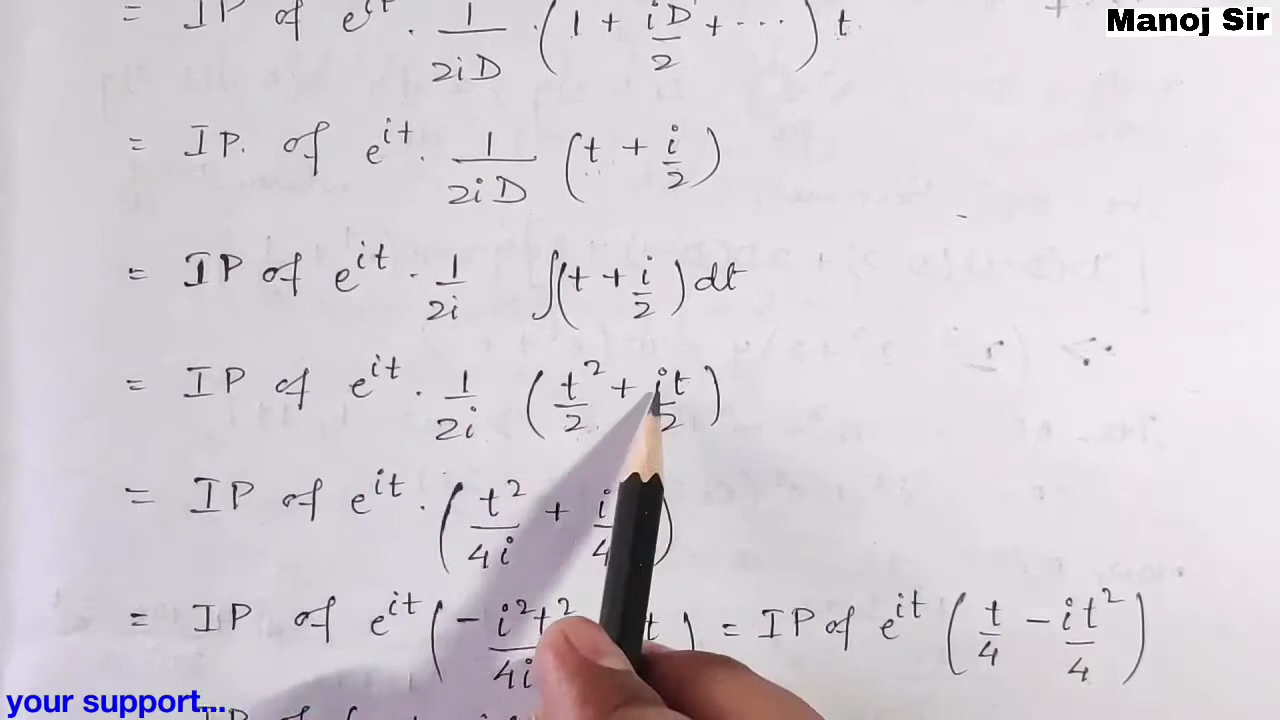 Manoj Sir
= IP of e^it · 1/2iD · (1 + iD/2 + ···) t
= IP. of e^it · 1/2iD (t + i/2)
= IP of e^it · 1/2i ∫(t + i/2) dt
= IP of e^it · 1/2i (t²/2 + it/2)
= IP of e^it · (t²/4i + i /4 )
= IP of e^it (- i²t²/4i t ) = IP of e^it (t/4 - it²/4)
your support...